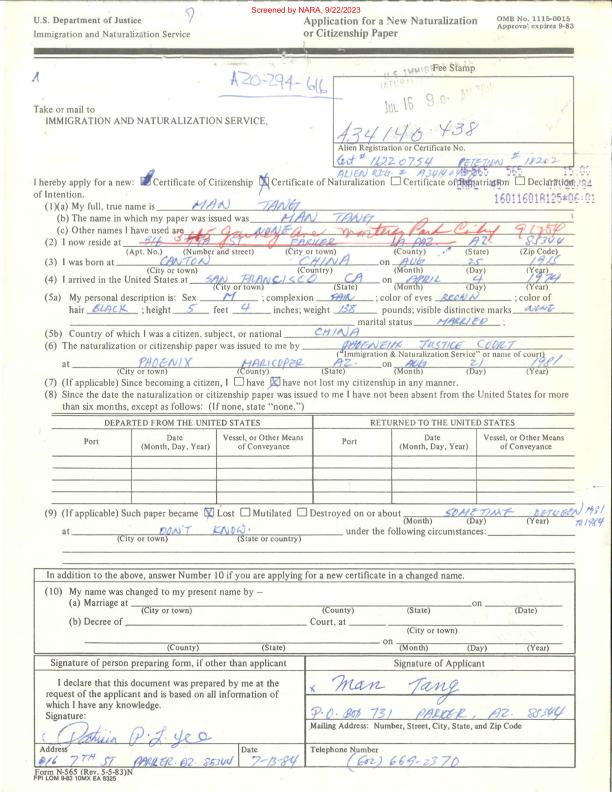 Screened by NARA, 9/22/2023
U.S. Department of Justice
Immigration and Naturalization Service
Application for a New Naturalization
or Citizenship Paper
OMB No. 1115-0015
Approval expires 9-83
A20-294-616
Fee Stamp
U.S. IMMIG
JUL 16
Take or mail to
IMMIGRATION AND NATURALIZATION SERVICE,
A34 140 438
Alien Registration or Certificate No.
Cert # 11220754 PETETION # 18202
ALIEN REG. #
I hereby apply for a new: Certificate of Citizenship Certificate of Naturalization Certificate of Repatriation Declaration
of Intention.
16011601R125*06:01
(1)(a) My full, true name is MAN TANG
(b) The name in which my paper was issued was MAN TANG
(c) Other names I have used are NONE
Monterey Park City 91754
(2) I now reside at 816 7TH ST PARKER LA PAZ AZ 85344
(Apt. No.) (Number and street) (City or town) (County) (State) (Zip Code)
(3) I was born at CANTON CHINA on AUG 25 1915
(City or town) (Country) (Month) (Day) (Year)
(4) I arrived in the United States at SAN FRANCISCO CA on APRIL 4 1974
(City or town) (State) (Month) (Day) (Year)
(5a) My personal description is: Sex M ; complexion FAIR ; color of eyes BROWN ; color of
hair BLACK ; height 5 feet 4 inches; weight 138 pounds; visible distinctive marks NONE
marital status MARRIED ;
(5b) Country of which I was a citizen, subject, or national CHINA
(6) The naturalization or citizenship paper was issued to me by PHOENEIX JUSTICE COURT
("Immigration & Naturalization Service" or name of court)
at PHOENIX MARICOPER AZ. on AUG 21 1981
(City or town) (County) (State) (Month) (Day) (Year)
(7) (If applicable) Since becoming a citizen, I have have not lost my citizenship in any manner.
(8) Since the date the naturalization or citizenship paper was issued to me I have not been absent from the United States for more
than six months, except as follows: (If none, state "none.")
DEPARTED FROM THE UNITED STATES RETURNED TO THE UNITED STATES
Port Date (Month, Day, Year) Vessel, or Other Means of Conveyance Port Date (Month, Day, Year) Vessel, or Other Means of Conveyance
(9) (If applicable) Such paper became Lost Mutilated Destroyed on or about SOMETIME BETWEEN 1981 TO 1984
(Month) (Day) (Year)
at DON'T KNOW. under the following circumstances:
(City or town) (State or country)
In addition to the above, answer Number 10 if you are applying for a new certificate in a changed name.
(10) My name was changed to my present name by —
(a) Marriage at on
(City or town) (County) (State) (Date)
(b) Decree of Court, at
(City or town)
on
(County) (State) (Month) (Day) (Year)
Signature of person preparing form, if other than applicant
I declare that this document was prepared by me at the
request of the applicant and is based on all information of
which I have any knowledge.
Signature:
Patricia P. L. Yee
Address Date
816 7TH ST PARKER. AZ. 85344 7-13-84
Signature of Applicant
x Man Tang
P.O. BOX 731 PARKER, AZ. 85344
Mailing Address: Number, Street, City, State, and Zip Code
Telephone Number
(602) 669-2370
Form N-565 (Rev. 5-5-83)N
FPI LOM 9-83 10MX EA 8325